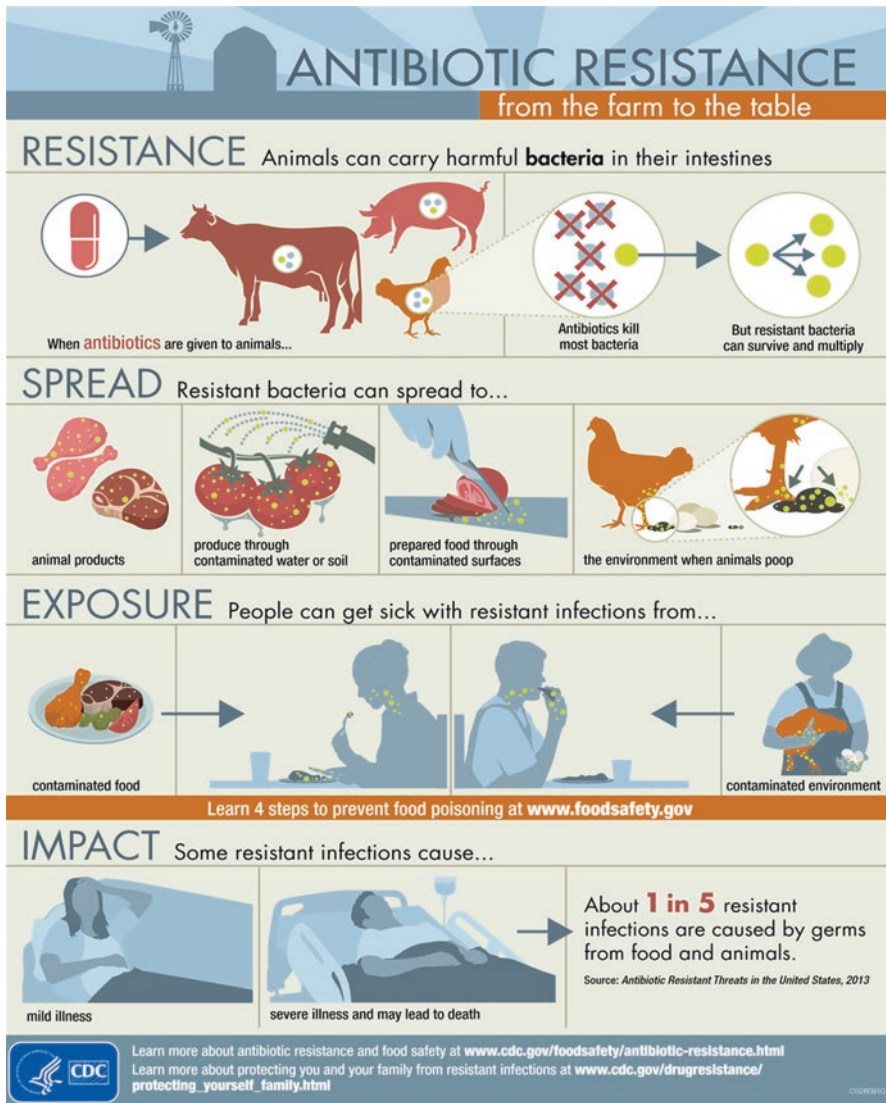 ANTIBIOTIC RESISTANCE
from the farm to the table
RESISTANCE Animals can carry harmful bacteria in their intestines
When antibiotics are given to animals...
Antibiotics kill
most bacteria
But resistant bacteria
can survive and multiply
SPREAD Resistant bacteria can spread to...
animal products
produce through
contaminated water or soil
prepared food through
contaminated surfaces
the environment when animals poop
EXPOSURE People can get sick with resistant infections from...
contaminated food
contaminated environment
Learn 4 steps to prevent food poisoning at www.foodsafety.gov
IMPACT Some resistant infections cause...
mild illness
severe illness and may lead to death
About 1 in 5 resistant
infections are caused by germs
from food and animals.
Source: Antibiotic Resistant Threats in the United States, 2013
CDC
Learn more about antibiotic resistance and food safety at www.cdc.gov/foodsafety/antibiotic-resistance.html
Learn more about protecting you and your family from resistant infections at www.cdc.gov/drugresistance/
protecting_yourself_family.html